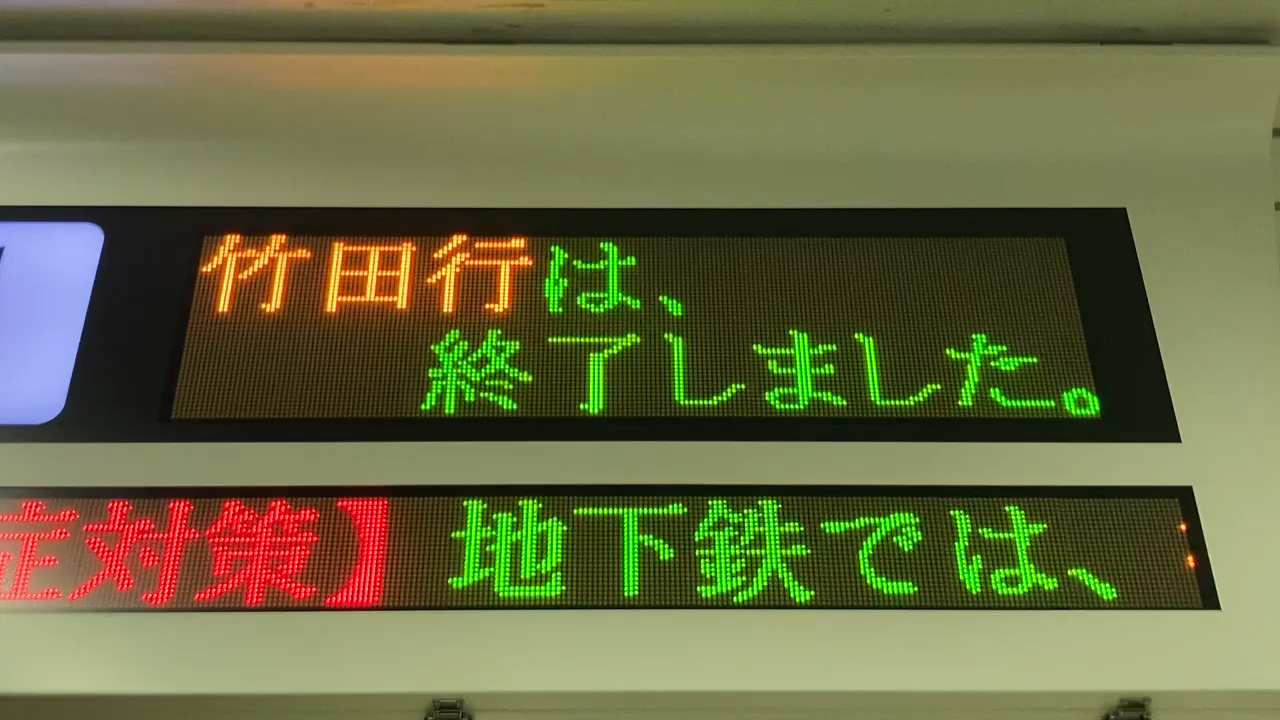 竹田行は、
終了しました。
症対策】 地下鉄では、